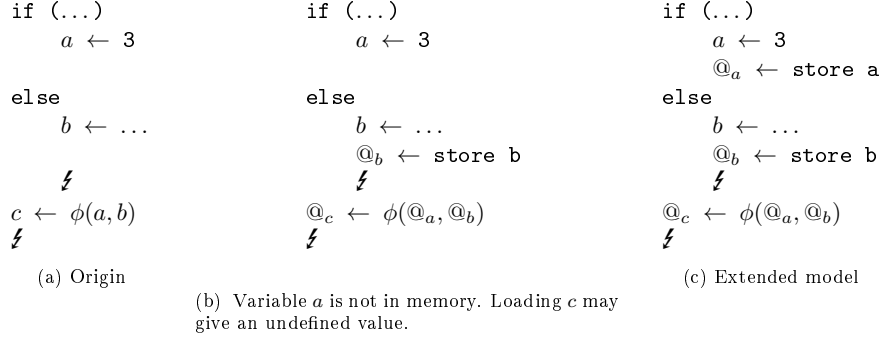 if (...)
a ← 3
else
b ← ...
c ← ϕ(a, b)
(a) Origin
if (...)
a ← 3
else
b ← ...
@b ← store b
@c ← ϕ(@a, @b)
(b) Variable a is not in memory. Loading c may
give an undefined value.
if (...)
a ← 3
@a ← store a
else
b ← ...
@b ← store b
@c ← ϕ(@a, @b)
(c) Extended model